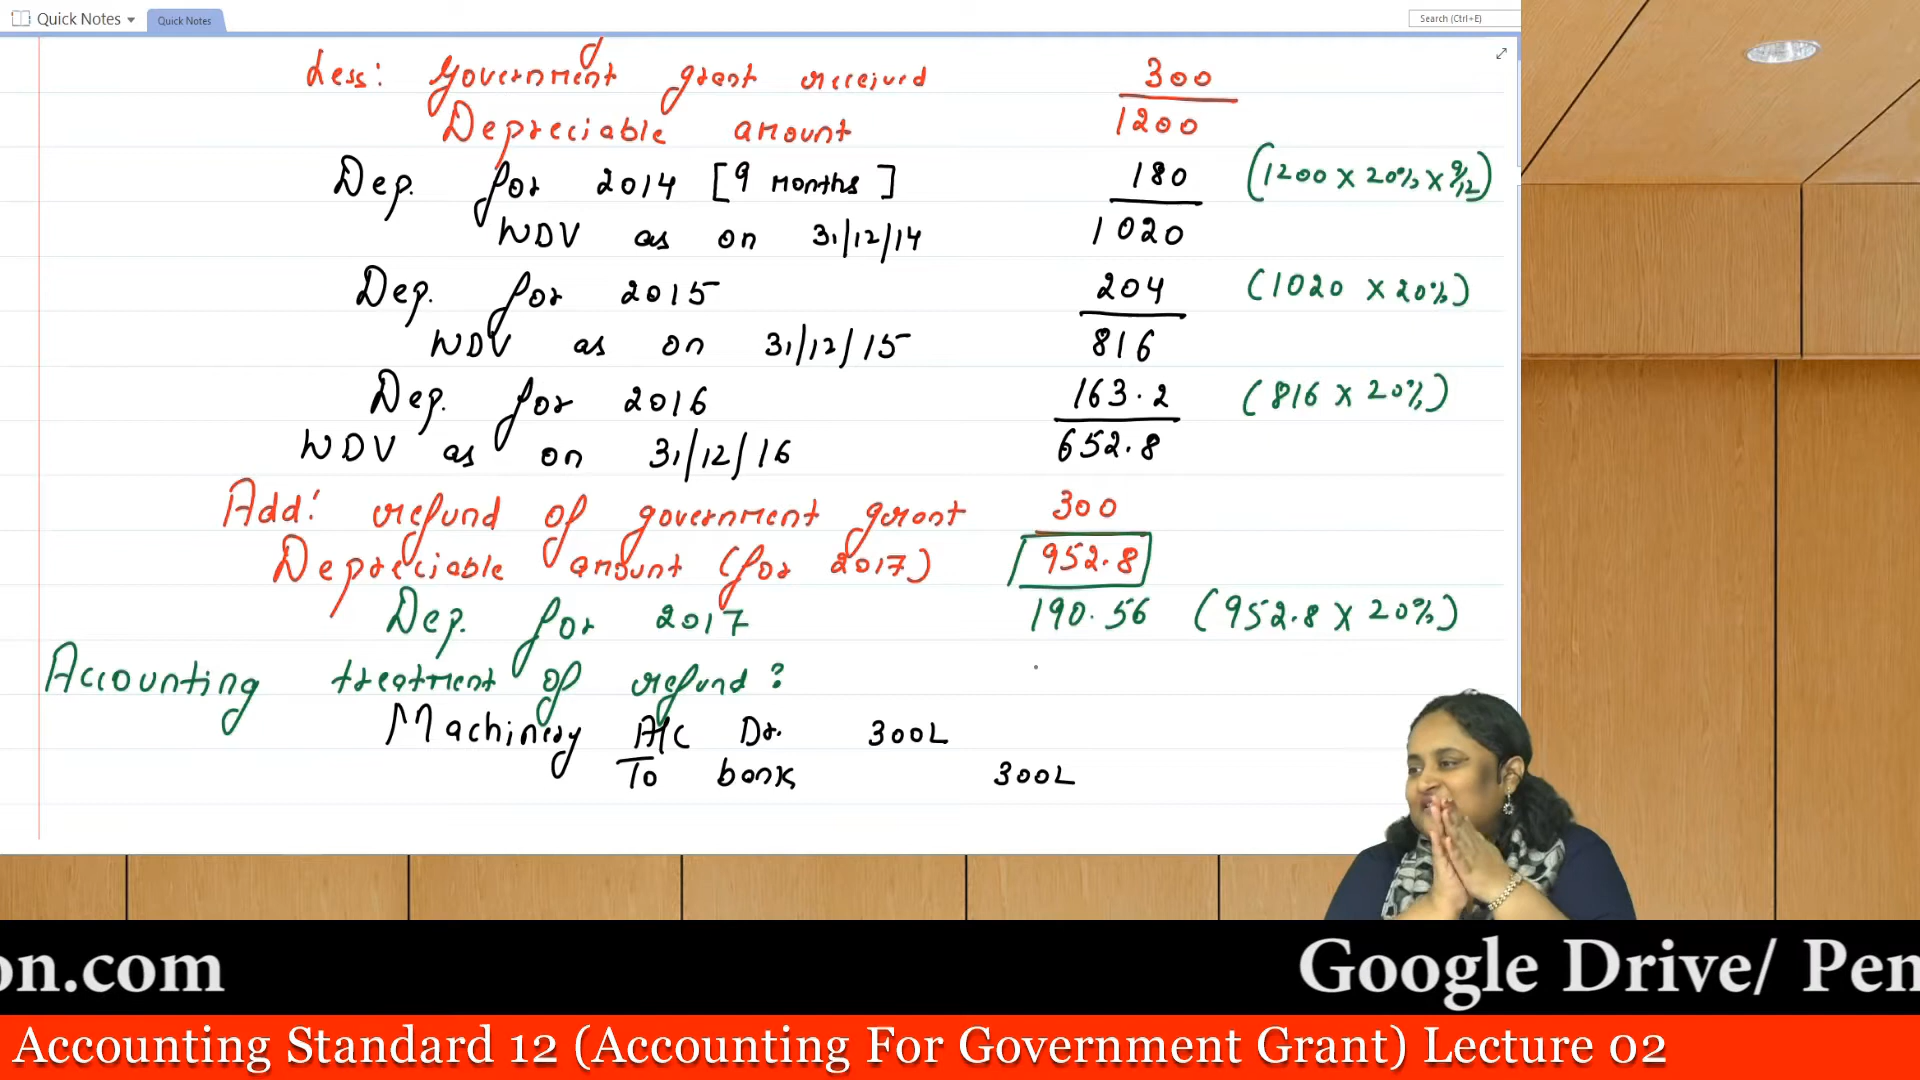 Quick Notes
Quick Notes
Search (Ctrl+E)
Less: Government grant received 300
Depreciable amount 1200
Dep. for 2014 [9 Months] 180 (1200 x 20% x 9/12)
WDV as on 31/12/14 1020
Dep. for 2015 204 (1020 x 20%)
WDV as on 31/12/15 816
Dep. for 2016 163.2 (816 x 20%)
WDV as on 31/12/16 652.8
Add: refund of government grant 300
Depreciable amount (for 2017) 952.8
Dep. for 2017 190.56 (952.8 x 20%)
Accounting treatment of refund?
Machinery A/C Dr. 300L
To bank 300L
on.com Google Drive/ Pen
Accounting Standard 12 (Accounting For Government Grant) Lecture 02